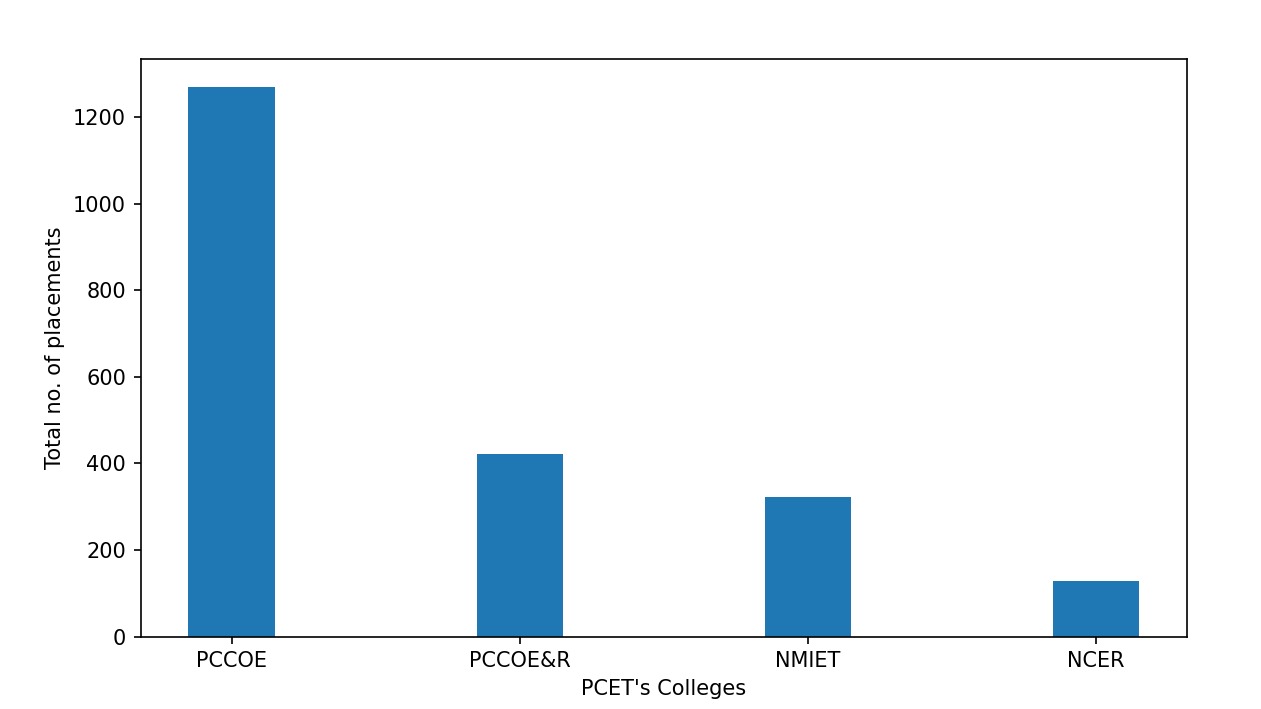 1200
1000
800
600
400
200
0
Total no. of placements
PCCOE
PCCOE&R
NMIET
NCER
PCET's Colleges